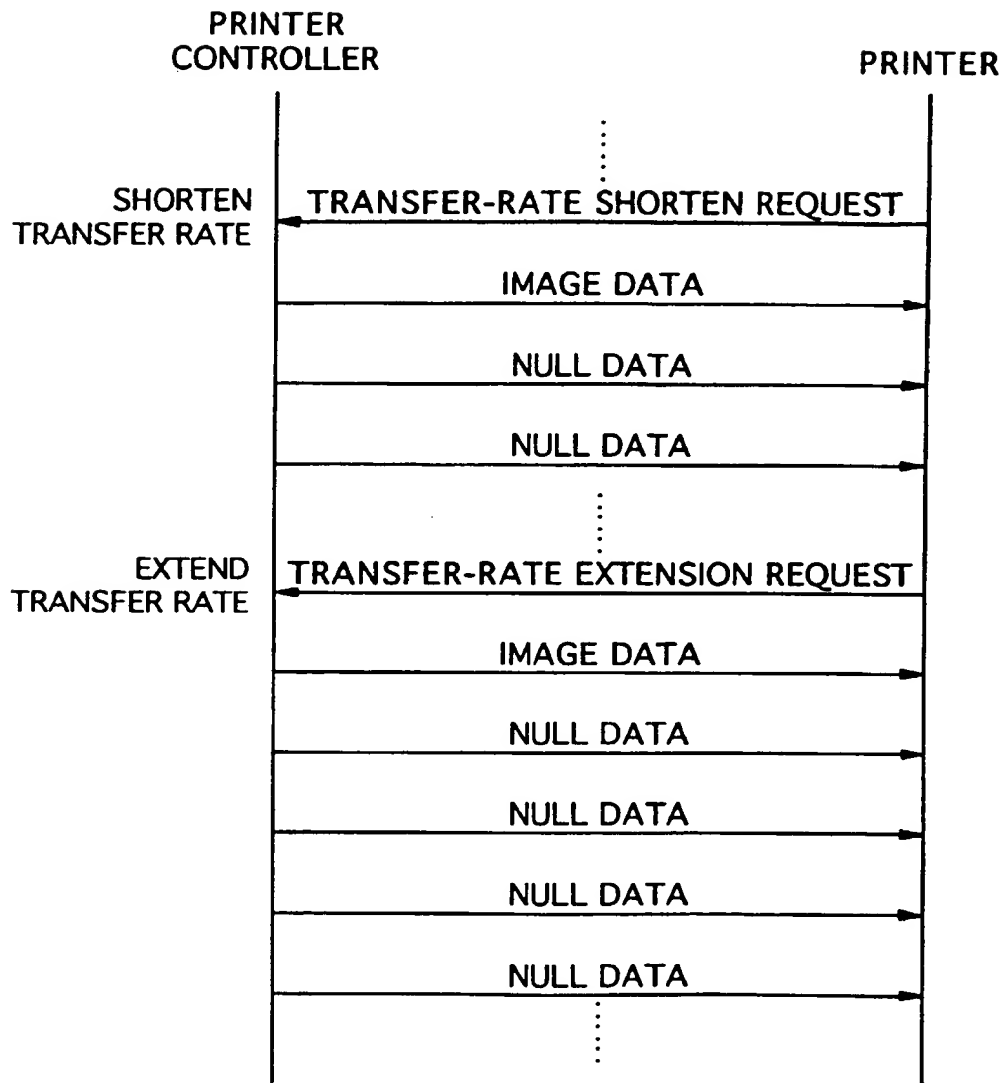 PRINTER
CONTROLLER
PRINTER
SHORTEN
TRANSFER RATE
TRANSFER-RATE SHORTEN REQUEST
IMAGE DATA
NULL DATA
NULL DATA
EXTEND
TRANSFER RATE
TRANSFER-RATE EXTENSION REQUEST
IMAGE DATA
NULL DATA
NULL DATA
NULL DATA
NULL DATA